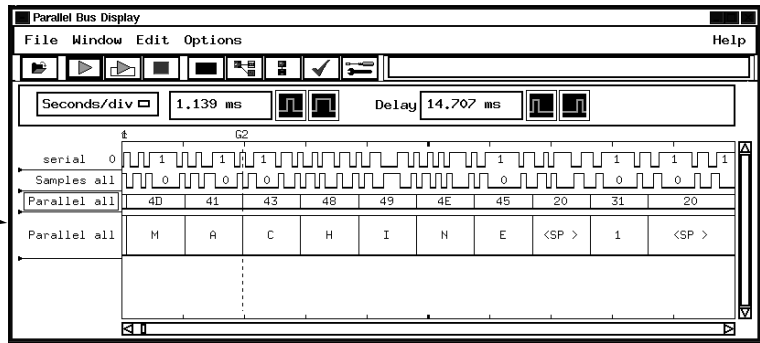 Parallel Bus Display
File Window Edit Options Help
Seconds/div 1.139 ms Delay 14.707 ms
G2
serial 0 1 1 1 1 1 1 1
Samples all 0 0 0 0 0 0
Parallel all 4D 41 43 48 49 4E 45 20 31 20
Parallel all M A C H I N E <SP > 1 <SP >